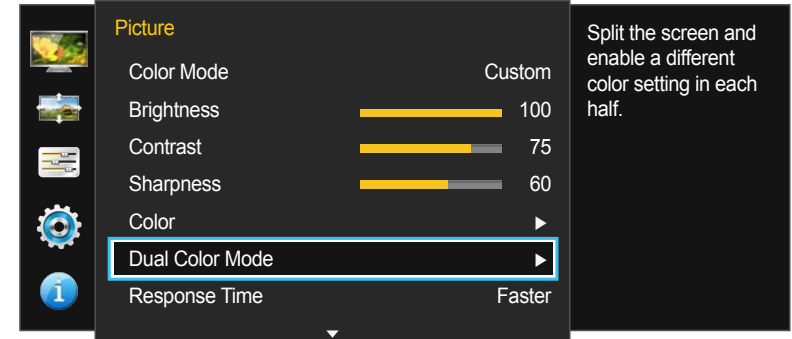 Picture
Color Mode Custom
Brightness 100
Contrast 75
Sharpness 60
Color
Dual Color Mode
Response Time Faster
Split the screen and
enable a different
color setting in each
half.
i